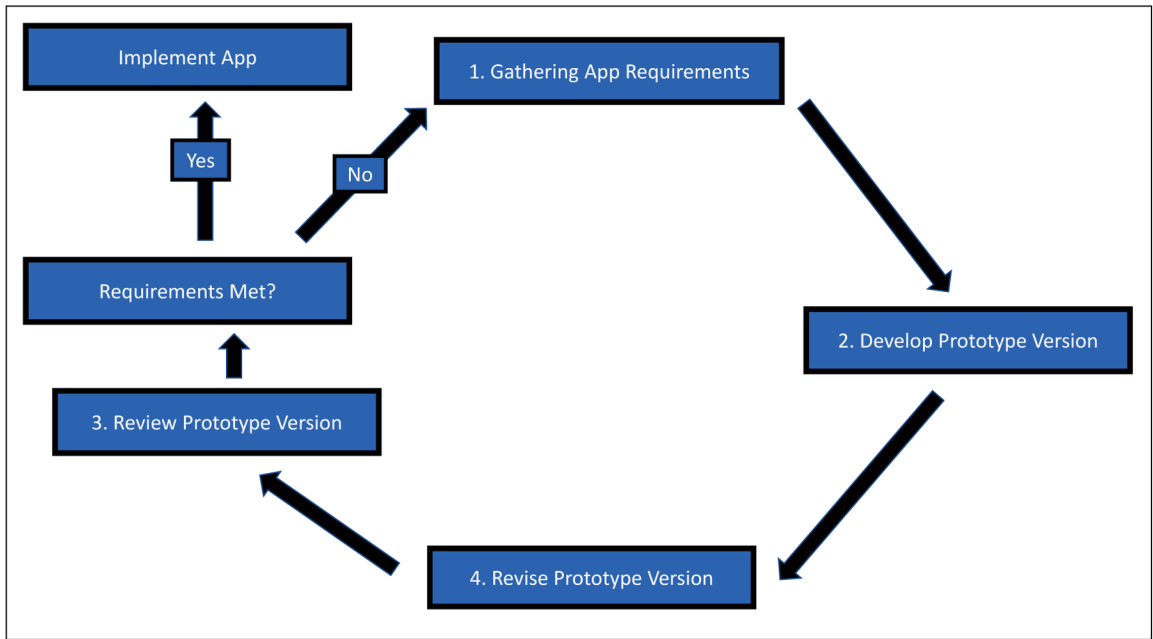 Implement App
1. Gathering App Requirements
Yes
No
Requirements Met?
2. Develop Prototype Version
3. Review Prototype Version
4. Revise Prototype Version